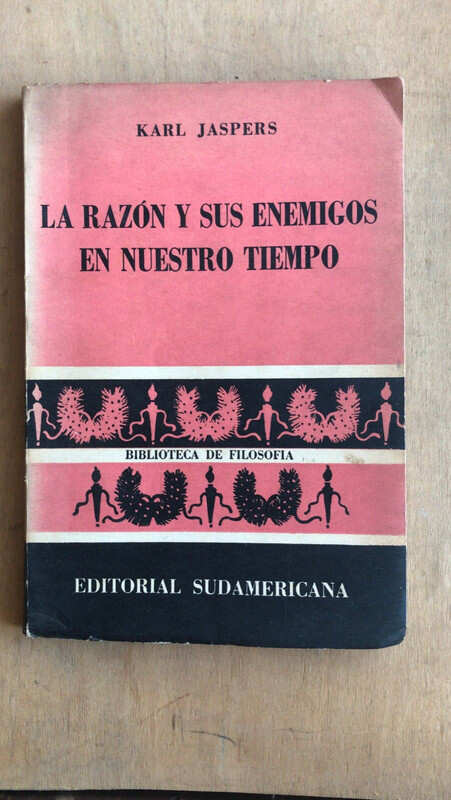 KARL JASPERS
LA RAZÓN Y SUS ENEMIGOS
EN NUESTRO TIEMPO
BIBLIOTECA DE FILOSOFIA
EDITORIAL SUDAMERICANA